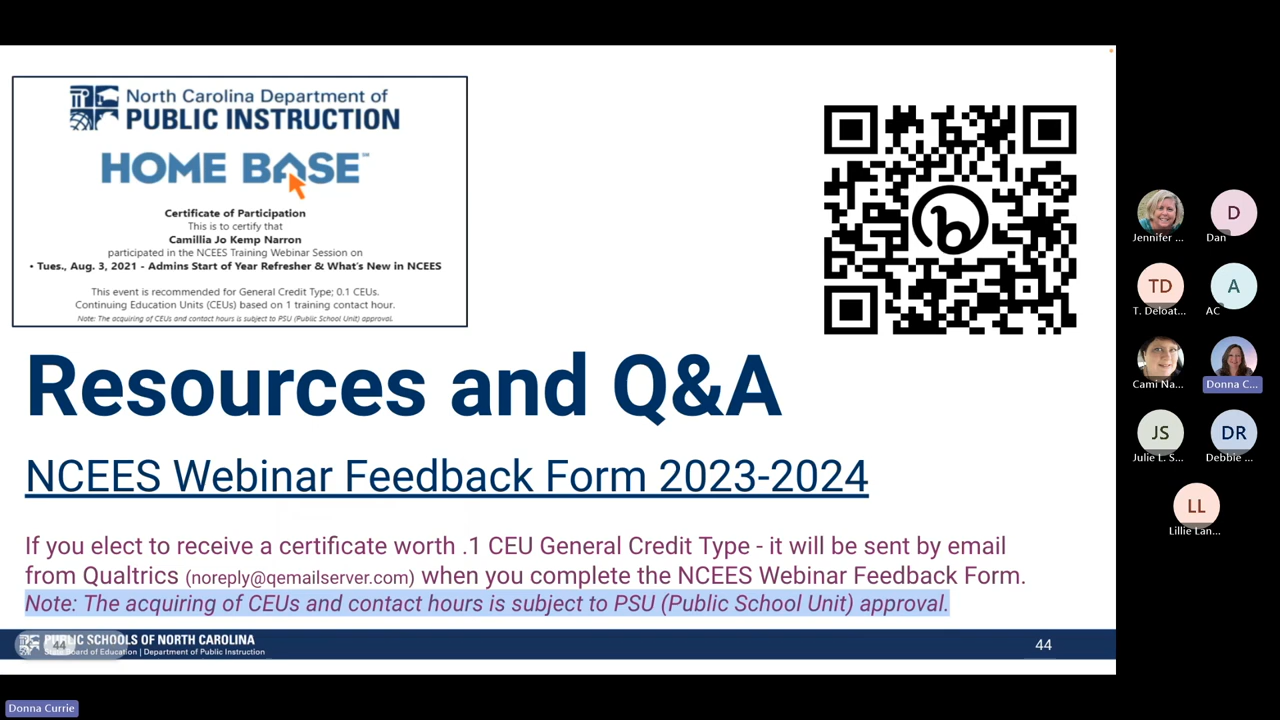 North Carolina Department of
PUBLIC INSTRUCTION
HOME BASE℠
Certificate of Participation
This is to certify that
Camillia Jo Kemp Narron
participated in the NCEES Training Webinar Session on
• Tues., Aug. 3, 2021 - Admins Start of Year Refresher & What's New in NCEES
This event is recommended for General Credit Type; 0.1 CEUs.
Continuing Education Units (CEUs) based on 1 training contact hour.
Note: The acquiring of CEUs and contact hours is subject to PSU (Public School Unit) approval.
b
Resources and Q&A
NCEES Webinar Feedback Form 2023-2024
If you elect to receive a certificate worth .1 CEU General Credit Type - it will be sent by email
from Qualtrics (noreply@qemailserver.com) when you complete the NCEES Webinar Feedback Form.
Note: The acquiring of CEUs and contact hours is subject to PSU (Public School Unit) approval.
PUBLIC SCHOOLS OF NORTH CAROLINA
State Board of Education | Department of Public Instruction
44
44
D
Jennifer ...
Dan
TD
A
T. Deloat...
AC
Cami Na...
Donna C...
JS
DR
Julie L. S...
Debbie ...
LL
Lillie Lan...
Donna Currie